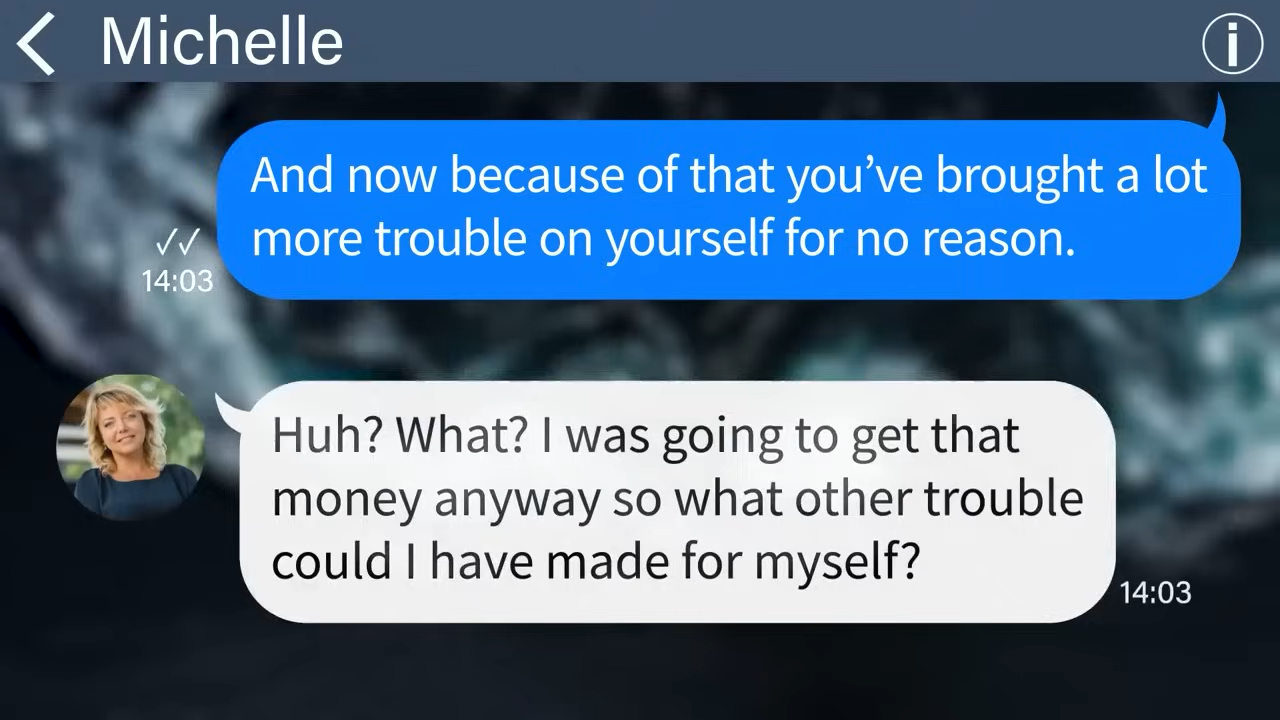 Michelle
And now because of that you’ve brought a lot
more trouble on yourself for no reason.
14:03
Huh? What? I was going to get that
money anyway so what other trouble
could I have made for myself?
14:03